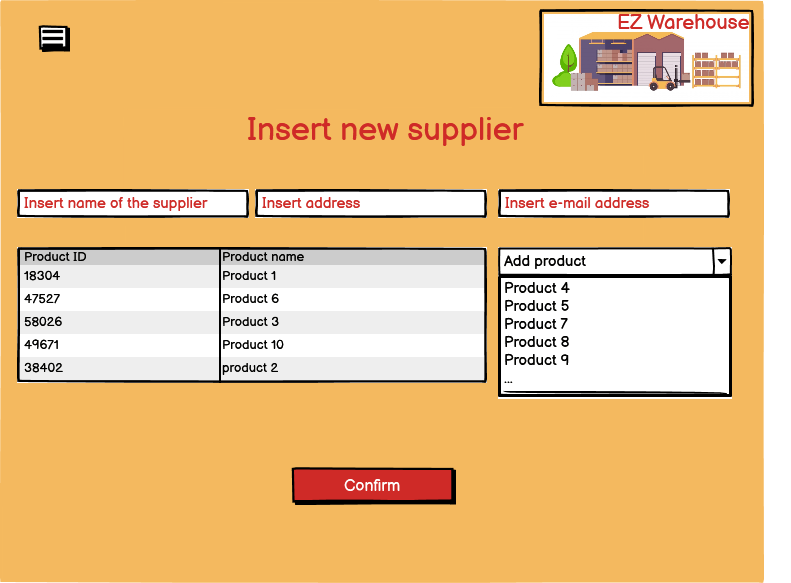 EZ Warehouse
Insert new supplier
Insert name of the supplier
Insert address
Insert e-mail address
Product ID Product name
18304 Product 1
47527 Product 6
58026 Product 3
49671 Product 10
38402 product 2
Add product
Product 4
Product 5
Product 7
Product 8
Product 9
...
Confirm